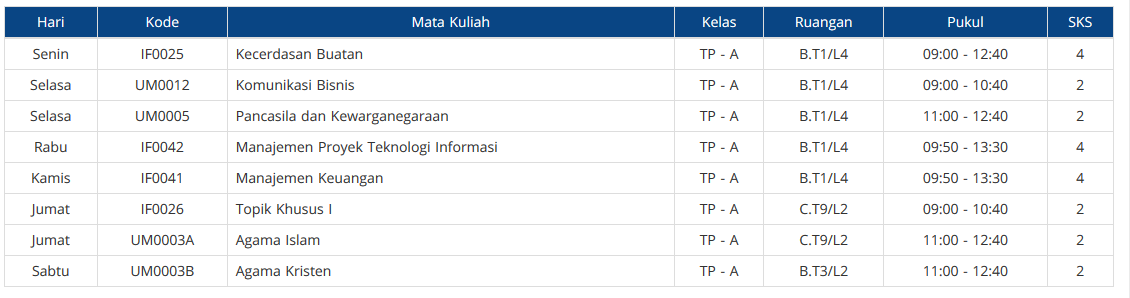 Hari Kode Mata Kuliah Kelas Ruangan Pukul SKS
Senin IF0025 Kecerdasan Buatan TP - A B.T1/L4 09:00 - 12:40 4
Selasa UM0012 Komunikasi Bisnis TP - A B.T1/L4 09:00 - 10:40 2
Selasa UM0005 Pancasila dan Kewarganegaraan TP - A B.T1/L4 11:00 - 12:40 2
Rabu IF0042 Manajemen Proyek Teknologi Informasi TP - A B.T1/L4 09:50 - 13:30 4
Kamis IF0041 Manajemen Keuangan TP - A B.T1/L4 09:50 - 13:30 4
Jumat IF0026 Topik Khusus I TP - A C.T9/L2 09:00 - 10:40 2
Jumat UM0003A Agama Islam TP - A C.T9/L2 11:00 - 12:40 2
Sabtu UM0003B Agama Kristen TP - A B.T3/L2 11:00 - 12:40 2